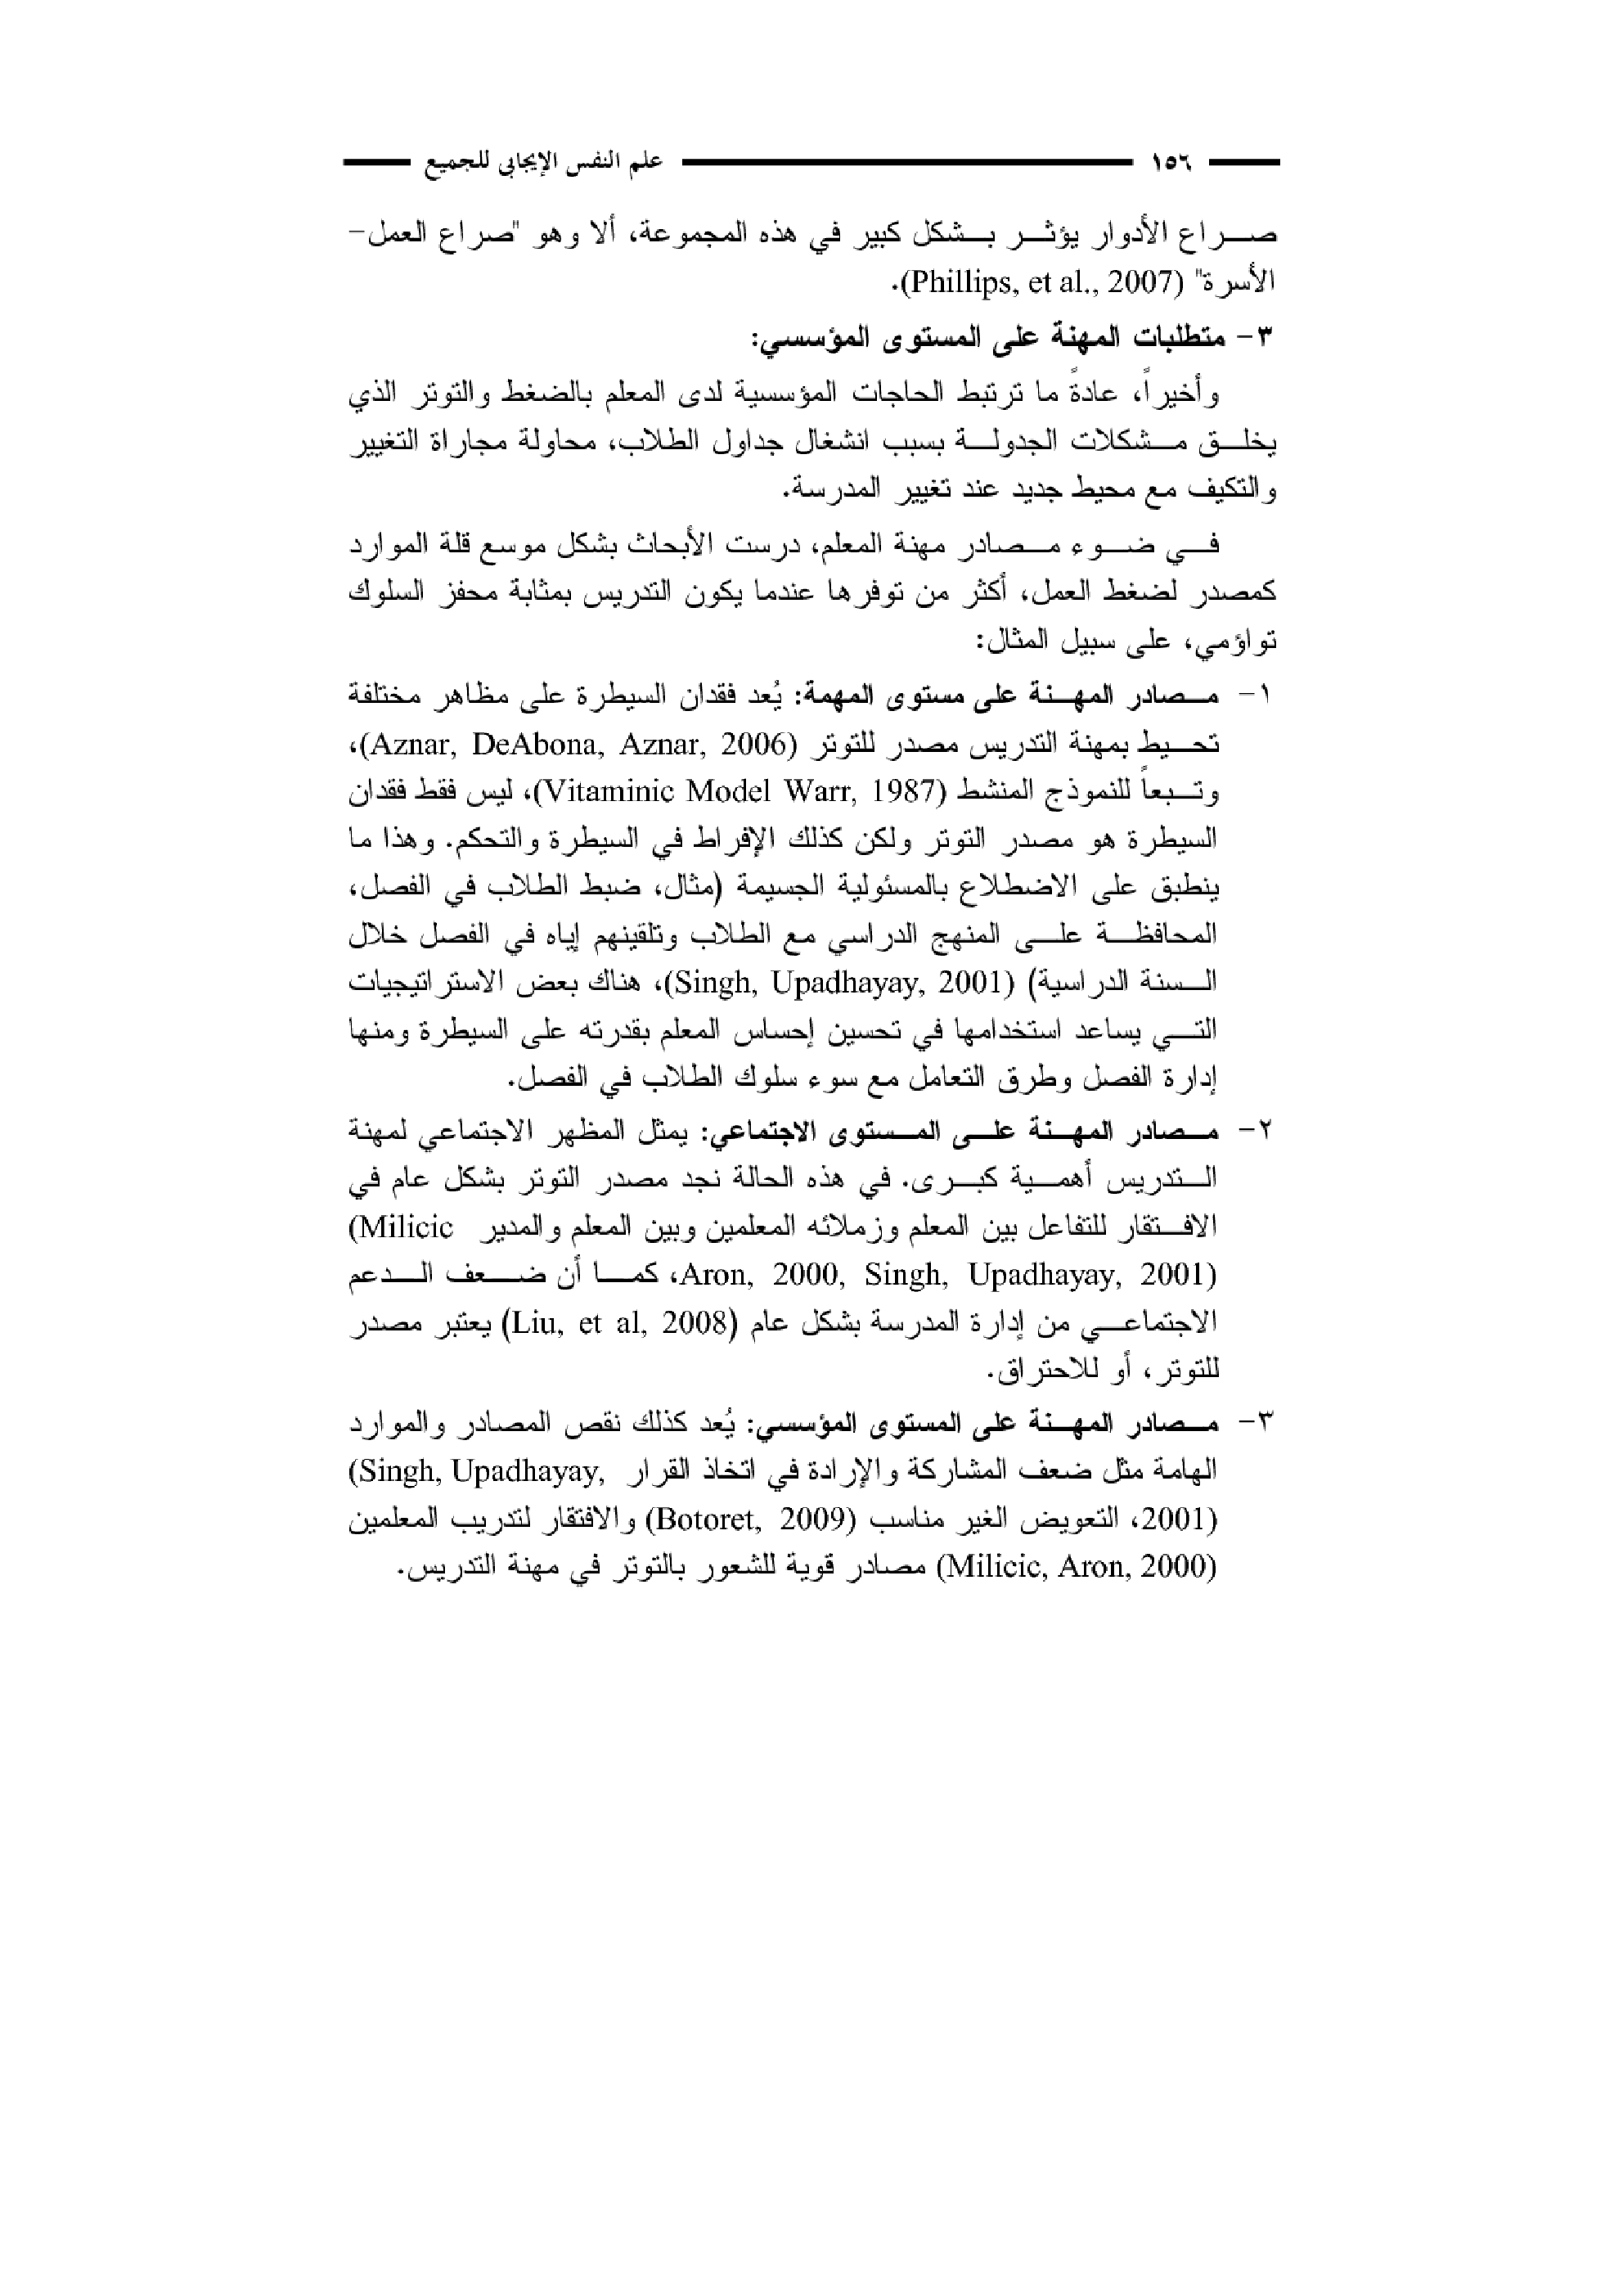 ١٥٦ علم النفس الإيجابي للجميع
صراع الأدوار يؤثر بشكل كبير في هذه المجموعة، ألا وهو "صراع العمل-
الأسرة" (Phillips, et al., 2007).
٣- متطلبات المهنة على المستوى المؤسسي:
وأخيراً، عادةً ما ترتبط الحاجات المؤسسية لدى المعلم بالضغط والتوتر الذي
يخلق مشكلات الجدولة بسبب انشغال جداول الطلاب، محاولة مجاراة التغيير
والتكيف مع محيط جديد عند تغيير المدرسة.
في ضوء مصادر مهنة المعلم، درست الأبحاث بشكل موسع قلة الموارد
كمصدر لضغط العمل، أكثر من توفرها عندما يكون التدريس بمثابة محفز السلوك
تواؤمي، على سبيل المثال:
١- مصادر المهنة على مستوى المهمة: يُعد فقدان السيطرة على مظاهر مختلفة
تحيط بمهنة التدريس مصدر للتوتر (Aznar, DeAbona, Aznar, 2006)،
وتبعاً للنموذج المنشط (Vitaminic Model Warr, 1987)، ليس فقط فقدان
السيطرة هو مصدر التوتر ولكن كذلك الإفراط في السيطرة والتحكم. وهذا ما
ينطبق على الاضطلاع بالمسئولية الجسيمة (مثال، ضبط الطلاب في الفصل،
المحافظة على المنهج الدراسي مع الطلاب وتلقينهم إياه في الفصل خلال
السنة الدراسية) (Singh, Upadhayay, 2001)، هناك بعض الاستراتيجيات
التي يساعد استخدامها في تحسين إحساس المعلم بقدرته على السيطرة ومنها
إدارة الفصل وطرق التعامل مع سوء سلوك الطلاب في الفصل.
٢- مصادر المهنة على المستوى الاجتماعي: يمثل المظهر الاجتماعي لمهنة
التدريس أهمية كبرى. في هذه الحالة نجد مصدر التوتر بشكل عام في
الافتقار للتفاعل بين المعلم وزملائه المعلمين وبين المعلم والمدير (Milicic
Aron, 2000, Singh, Upadhayay, 2001)، كما أن ضعف الدعم
الاجتماعي من إدارة المدرسة بشكل عام (Liu, et al, 2008) يعتبر مصدر
للتوتر، أو للاحتراق.
٣- مصادر المهنة على المستوى المؤسسي: يُعد كذلك نقص المصادر والموارد
الهامة مثل ضعف المشاركة والإرادة في اتخاذ القرار (Singh, Upadhayay,
2001)، التعويض الغير مناسب (Botoret, 2009) والافتقار لتدريب المعلمين
(Milicic, Aron, 2000) مصادر قوية للشعور بالتوتر في مهنة التدريس.